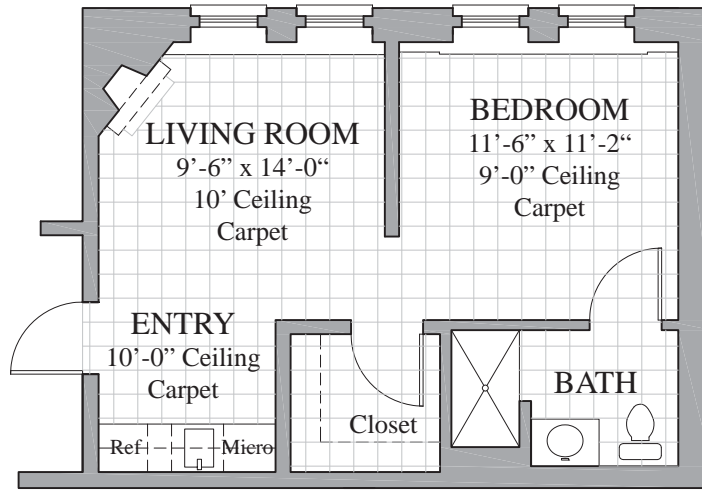 LIVING ROOM
9’-6” x 14’-0“
10’ Ceiling
Carpet
BEDROOM
11’-6” x 11’-2“
9’-0” Ceiling
Carpet
ENTRY
10’-0” Ceiling
Carpet
Ref
Micro
Closet
BATH